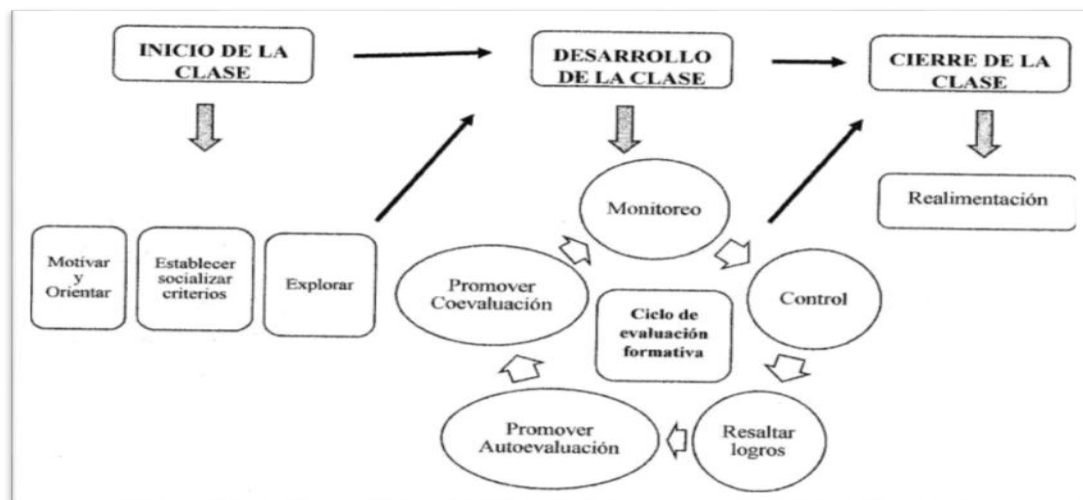 INICIO DE LA
CLASE
DESARROLLO
DE LA CLASE
CIERRE DE LA
CLASE
Motivar
y
Orientar
Establecer
socializar
criterios
Explorar
Monitoreo
Control
Resaltar
logros
Promover
Autoevaluación
Promover
Coevaluación
Ciclo de
evaluación
formativa
Realimentación